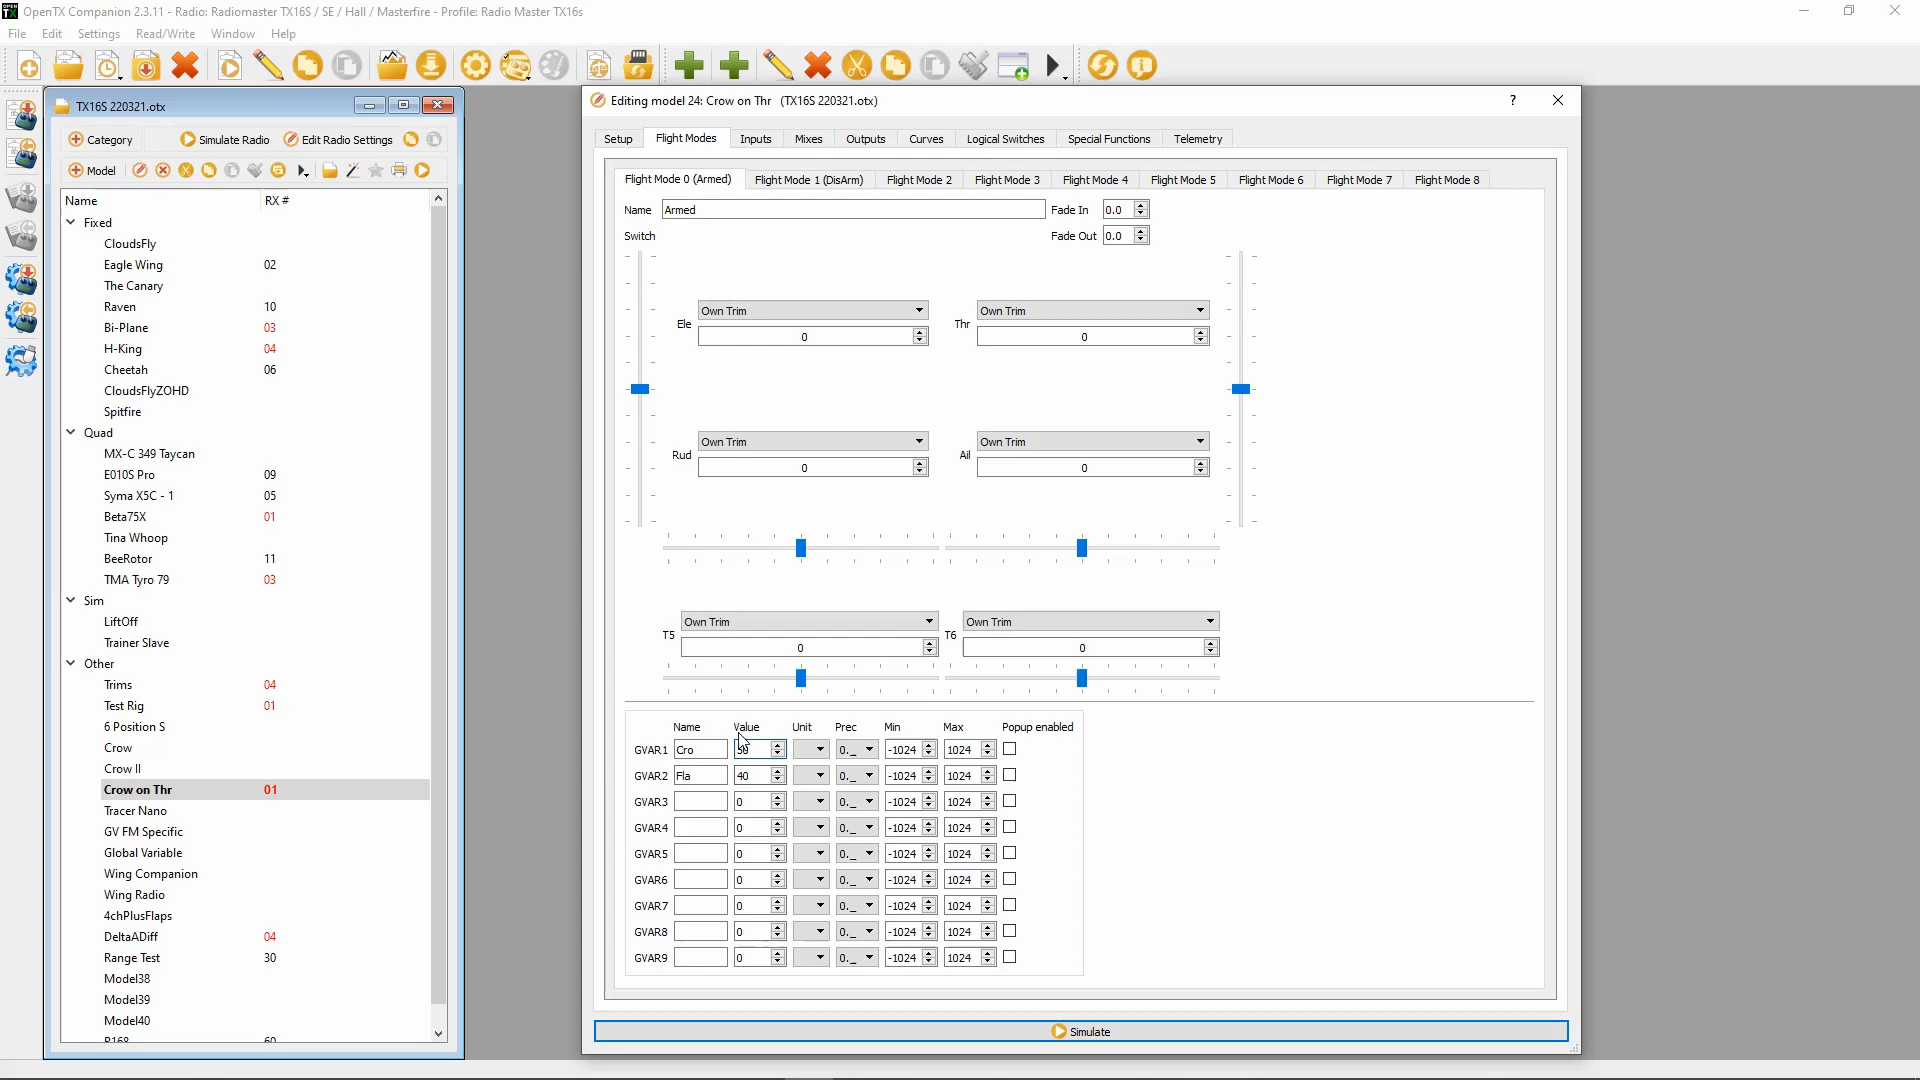 OpenTX Companion 2.3.11 - Radio: Radiomaster TX16S / SE / Hall / Masterfire - Profile: Radio Master TX16s
File Edit Settings Read/Write Window Help
TX16S 220321.otx
Category Simulate Radio Edit Radio Settings
Model
Name RX #
Fixed
CloudsFly
Eagle Wing 02
The Canary
Raven 10
Bi-Plane 03
H-King 04
Cheetah 06
CloudsFlyZOHD
Spitfire
Quad
MX-C 349 Taycan
E010S Pro 09
Syma X5C - 1 05
Beta75X 01
Tina Whoop
BeeRotor 11
TMA Tyro 79 03
Sim
LiftOff
Trainer Slave
Other
Trims 04
Test Rig 01
6 Position S
Crow
Crow II
Crow on Thr 01
Tracer Nano
GV FM Specific
Global Variable
Wing Companion
Wing Radio
4chPlusFlaps
DeltaADiff 04
Range Test 30
Model38
Model39
Model40
Editing model 24: Crow on Thr (TX16S 220321.otx) ?
Setup Flight Modes Inputs Mixes Outputs Curves Logical Switches Special Functions Telemetry
Flight Mode 0 (Armed) Flight Mode 1 (DisArm) Flight Mode 2 Flight Mode 3 Flight Mode 4 Flight Mode 5 Flight Mode 6 Flight Mode 7 Flight Mode 8
Name Armed Fade In 0.0
Switch Fade Out 0.0
Ele Own Trim 0
Thr Own Trim 0
Rud Own Trim 0
Ail Own Trim 0
T5 Own Trim 0
T6 Own Trim 0
Name Value Unit Prec Min Max Popup enabled
GVAR1 Cro 0._ -1024 1024
GVAR2 Fla 40 0._ -1024 1024
GVAR3 0 0._ -1024 1024
GVAR4 0 0._ -1024 1024
GVAR5 0 0._ -1024 1024
GVAR6 0 0._ -1024 1024
GVAR7 0 0._ -1024 1024
GVAR8 0 0._ -1024 1024
GVAR9 0 0._ -1024 1024
Simulate